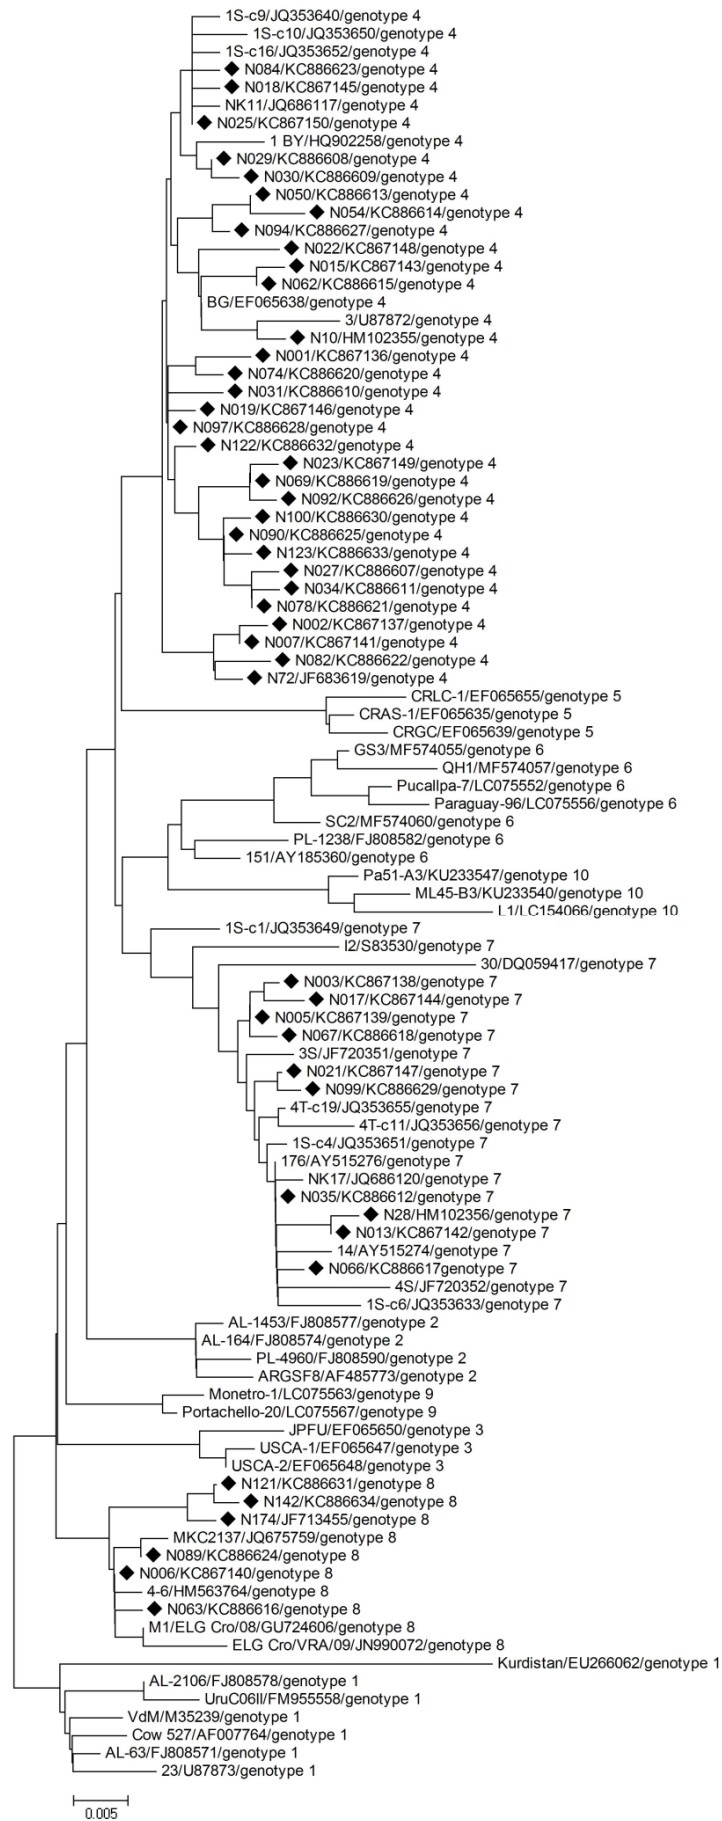 1S-c9/JQ353640/genotype 4
1S-c10/JQ353650/genotype 4
1S-c16/JQ353652/genotype 4
N084/KC886623/genotype 4
N018/KC867145/genotype 4
NK11/JQ686117/genotype 4
N025/KC867150/genotype 4
1 BY/HQ902258/genotype 4
N029/KC886608/genotype 4
N030/KC886609/genotype 4
N050/KC886613/genotype 4
N054/KC886614/genotype 4
N094/KC886627/genotype 4
N022/KC867148/genotype 4
N015/KC867143/genotype 4
N062/KC886615/genotype 4
BG/EF065638/genotype 4
3/U87872/genotype 4
N10/HM102355/genotype 4
N001/KC867136/genotype 4
N074/KC886620/genotype 4
N031/KC886610/genotype 4
N019/KC867146/genotype 4
N097/KC886628/genotype 4
N122/KC886632/genotype 4
N023/KC867149/genotype 4
N069/KC886619/genotype 4
N092/KC886626/genotype 4
N100/KC886630/genotype 4
N090/KC886625/genotype 4
N123/KC886633/genotype 4
N027/KC886607/genotype 4
N034/KC886611/genotype 4
N078/KC886621/genotype 4
N002/KC867137/genotype 4
N007/KC867141/genotype 4
N082/KC886622/genotype 4
N72/JF683619/genotype 4
CRLC-1/EF065655/genotype 5
CRAS-1/EF065635/genotype 5
CRGC/EF065639/genotype 5
GS3/MF574055/genotype 6
QH1/MF574057/genotype 6
Pucallpa-7/LC075552/genotype 6
Paraguay-96/LC075556/genotype 6
SC2/MF574060/genotype 6
PL-1238/FJ808582/genotype 6
151/AY185360/genotype 6
Pa51-A3/KU233547/genotype 10
ML45-B3/KU233540/genotype 10
L1/LC154066/genotype 10
1S-c1/JQ353649/genotype 7
I2/S83530/genotype 7
30/DQ059417/genotype 7
N003/KC867138/genotype 7
N017/KC867144/genotype 7
N005/KC867139/genotype 7
N067/KC886618/genotype 7
3S/JF720351/genotype 7
N021/KC867147/genotype 7
N099/KC886629/genotype 7
4T-c19/JQ353655/genotype 7
4T-c11/JQ353656/genotype 7
1S-c4/JQ353651/genotype 7
176/AY515276/genotype 7
NK17/JQ686120/genotype 7
N035/KC886612/genotype 7
N28/HM102356/genotype 7
N013/KC867142/genotype 7
14/AY515274/genotype 7
N066/KC886617genotype 7
4S/JF720352/genotype 7
1S-c6/JQ353633/genotype 7
AL-1453/FJ808577/genotype 2
AL-164/FJ808574/genotype 2
PL-4960/FJ808590/genotype 2
ARGSF8/AF485773/genotype 2
Monetro-1/LC075563/genotype 9
Portachello-20/LC075567/genotype 9
JPFU/EF065650/genotype 3
USCA-1/EF065647/genotype 3
USCA-2/EF065648/genotype 3
N121/KC886631/genotype 8
N142/KC886634/genotype 8
N174/JF713455/genotype 8
MKC2137/JQ675759/genotype 8
N089/KC886624/genotype 8
N006/KC867140/genotype 8
4-6/HM563764/genotype 8
N063/KC886616/genotype 8
M1/ELG Cro/08/GU724606/genotype 8
ELG Cro/VRA/09/JN990072/genotype 8
Kurdistan/EU266062/genotype 1
AL-2106/FJ808578/genotype 1
UruC06II/FM955558/genotype 1
VdM/M35239/genotype 1
Cow 527/AF007764/genotype 1
AL-63/FJ808571/genotype 1
23/U87873/genotype 1
0.005